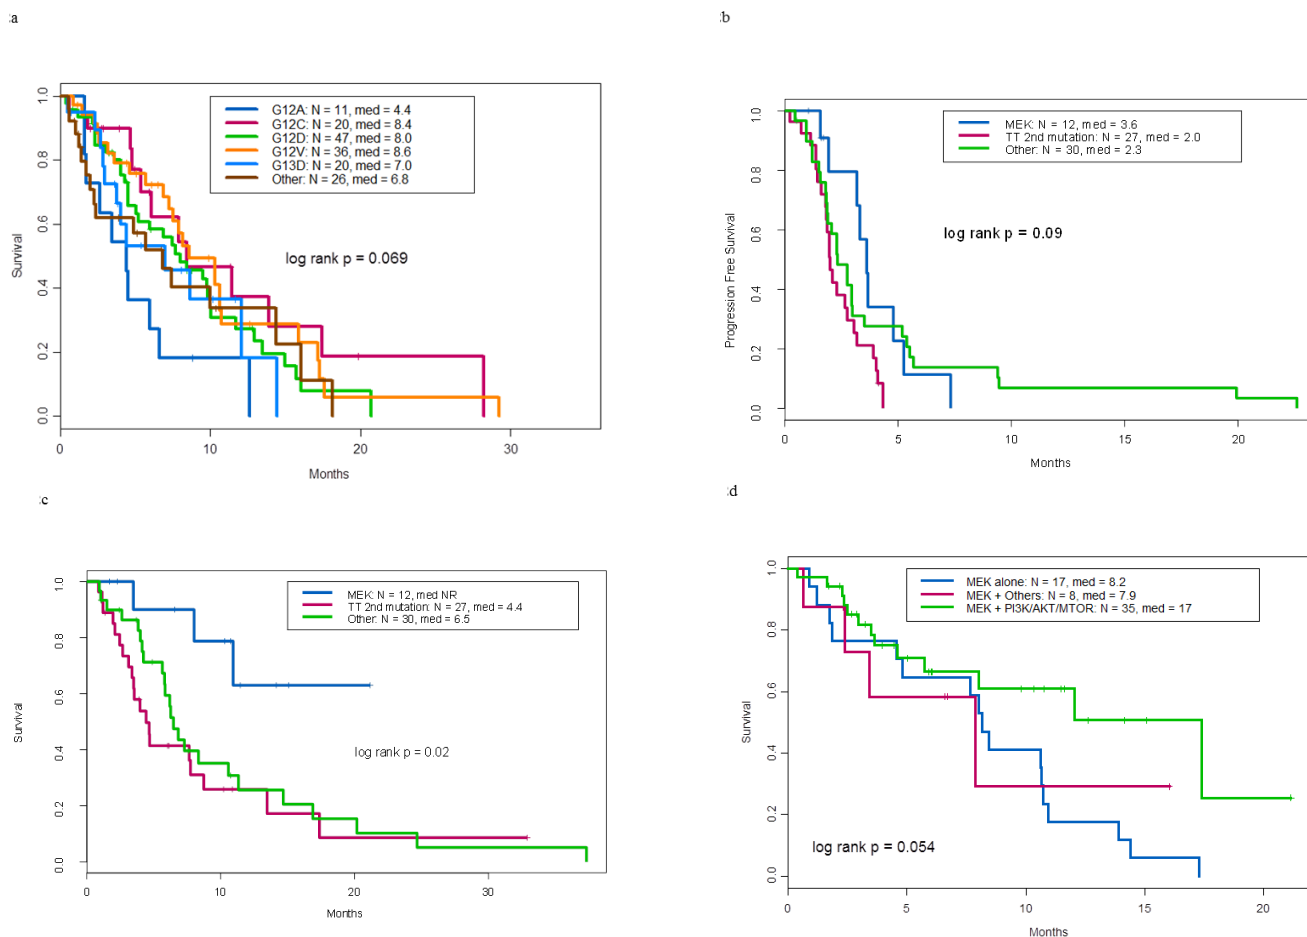 :a
G12A: N = 11, med = 4.4
G12C: N = 20, med = 8.4
G12D: N = 47, med = 8.0
G12V: N = 36, med = 8.6
G13D: N = 20, med = 7.0
Other: N = 26, med = 6.8
log rank p = 0.069
Survival
0.0 0.2 0.4 0.6 0.8 1.0
0 10 20 30
Months
:b
MEK: N = 12, med = 3.6
TT 2nd mutation: N = 27, med = 2.0
Other: N = 30, med = 2.3
log rank p = 0.09
Progression Free Survival
0.0 0.2 0.4 0.6 0.8 1.0
0 5 10 15 20
Months
:c
MEK: N = 12, med NR
TT 2nd mutation: N = 27, med = 4.4
Other: N = 30, med = 6.5
log rank p = 0.02
Survival
0.0 0.2 0.4 0.6 0.8 1.0
0 10 20 30
Months
:d
MEK alone: N = 17, med = 8.2
MEK + Others: N = 8, med = 7.9
MEK + PI3K/AKT/MTOR: N = 35, med = 17
log rank p = 0.054
Survival
0.0 0.2 0.4 0.6 0.8 1.0
0 5 10 15 20
Months